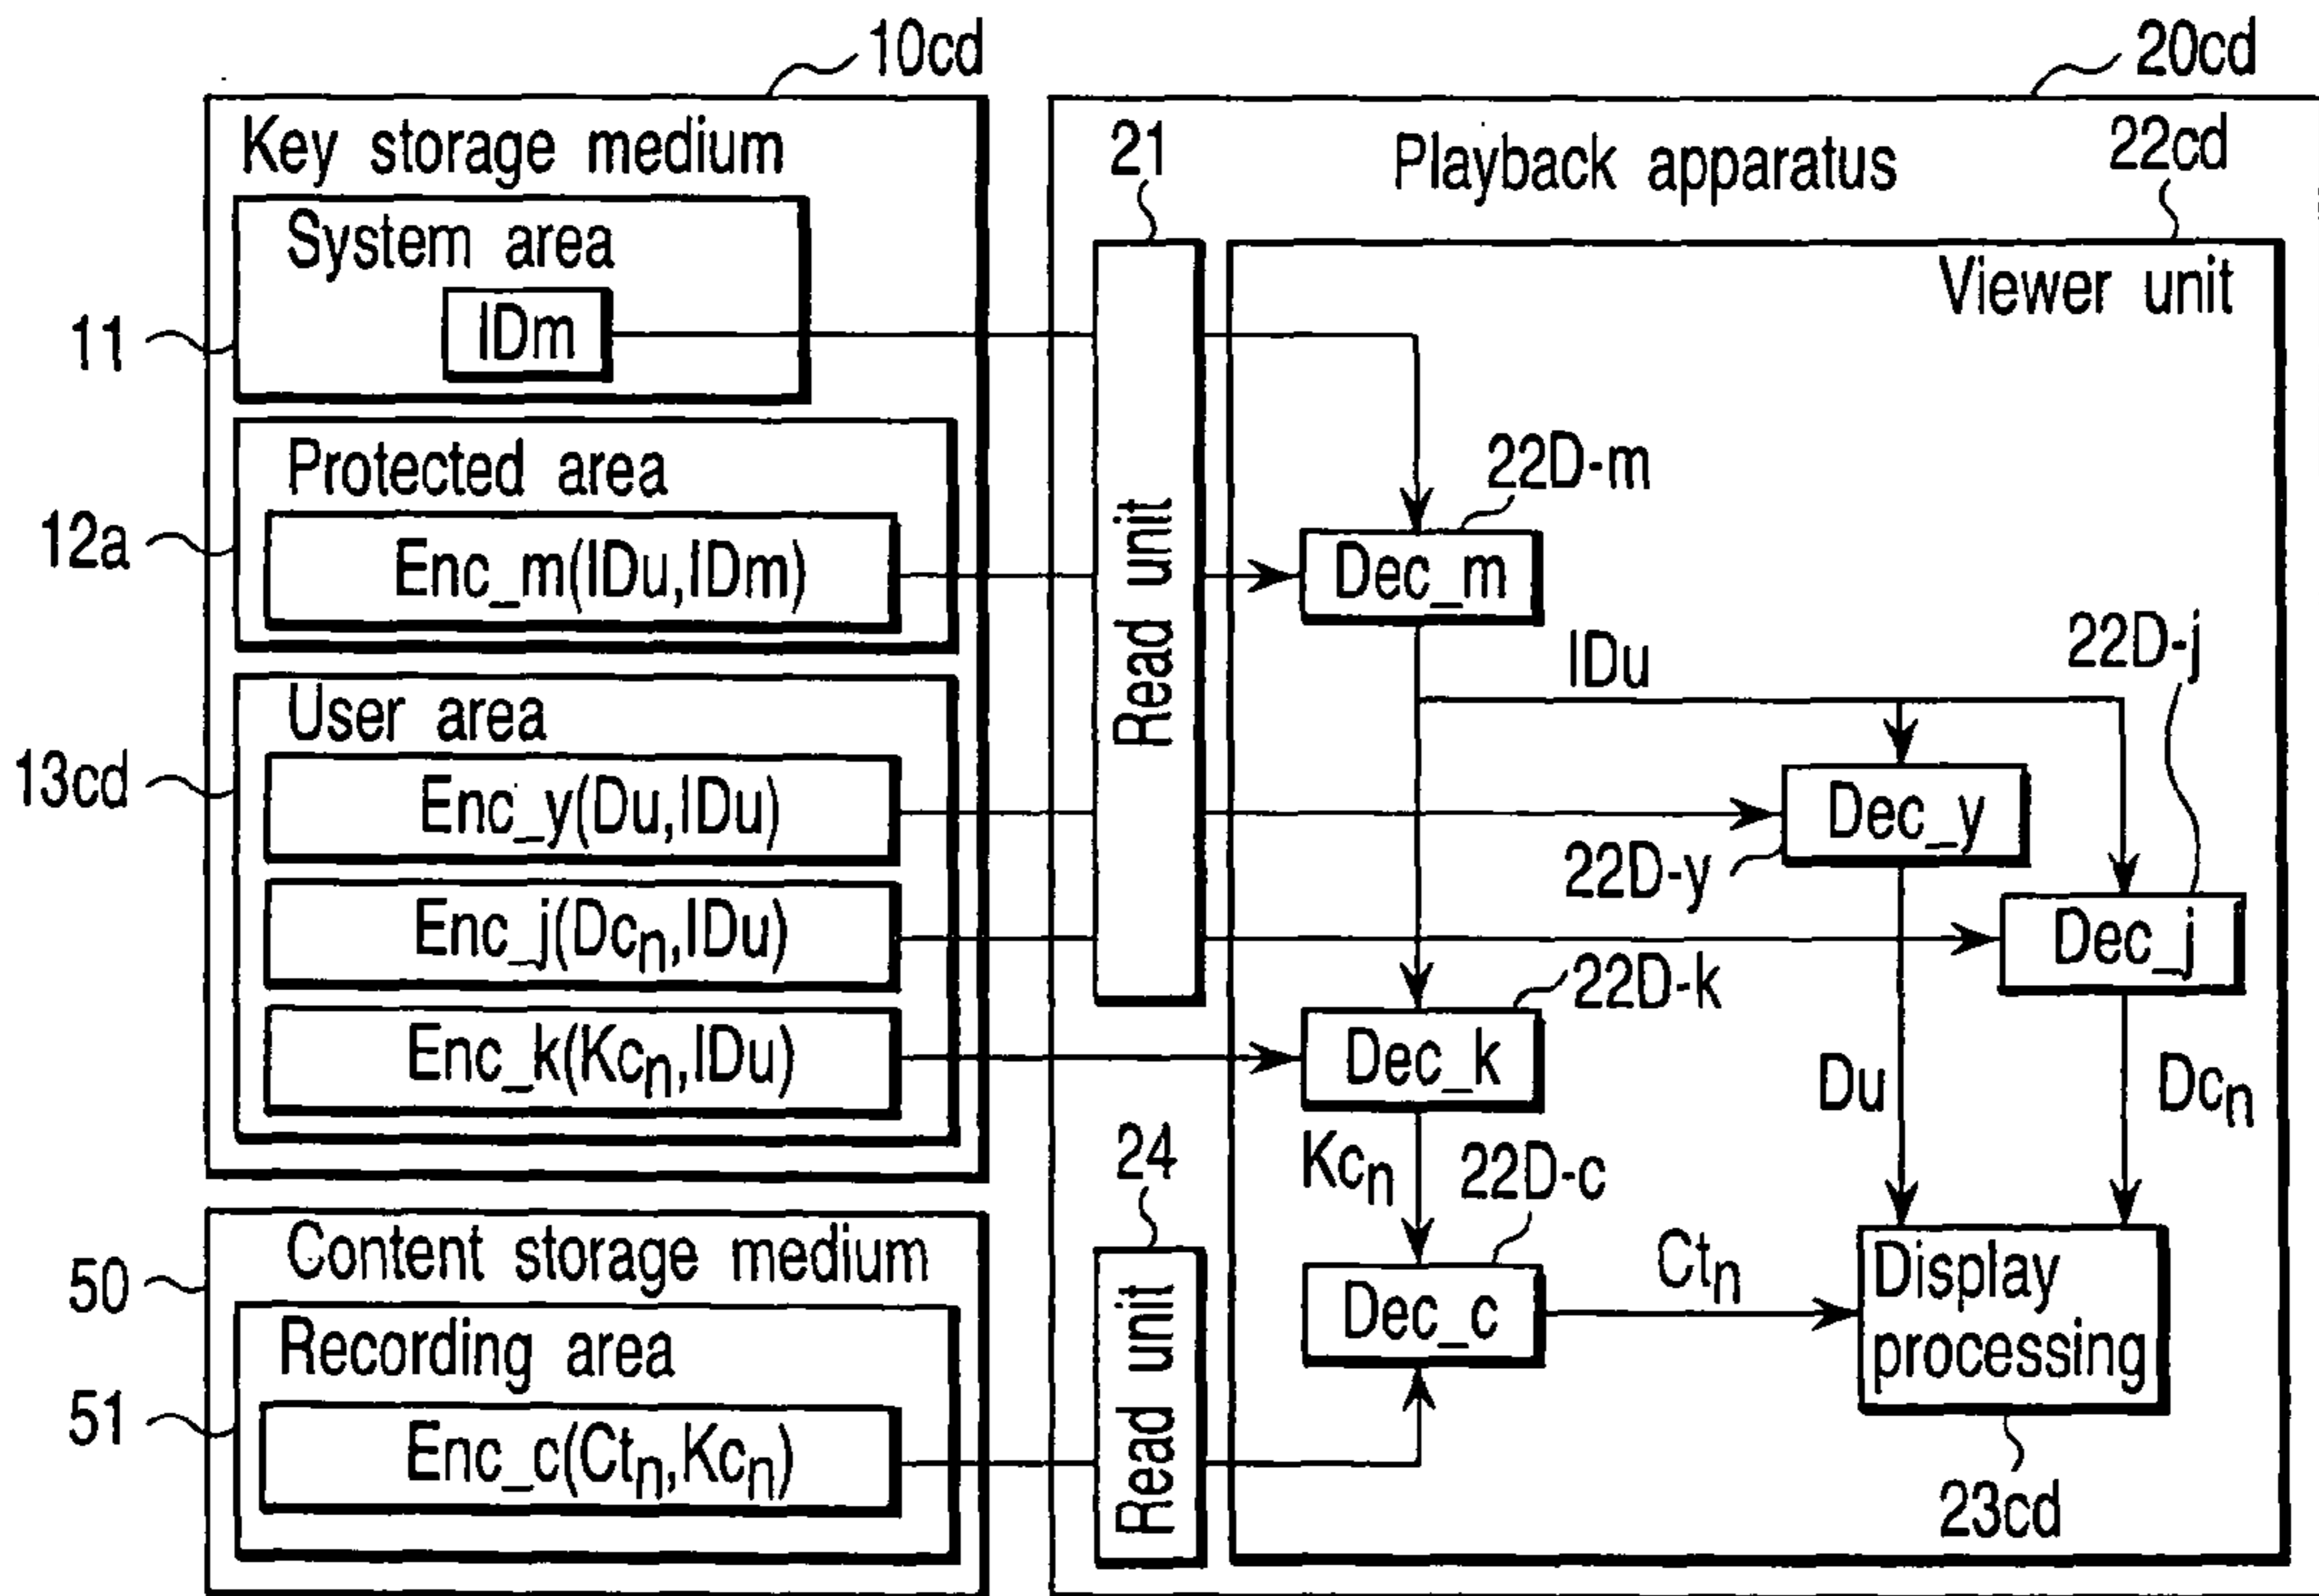 10cd
20cd
Key storage medium
21
Playback apparatus
22cd
System area
Viewer unit
11
IDm
Protected area
22D-m
12a
Enc_m(IDu,IDm)
Read unit
Dec_m
IDu
22D-j
User area
13cd
Enc_y(Du,IDu)
Dec_y
22D-y
Enc_j(Dcn,IDu)
Dec_j
22D-k
Enc_k(Kcn,IDu)
Dec_k
Du
Dcn
24
Kcn
22D-c
50
Content storage medium
Ctn
Display
processing
Recording area
Read unit
Dec_c
51
Enc_c(Ctn,Kcn)
23cd